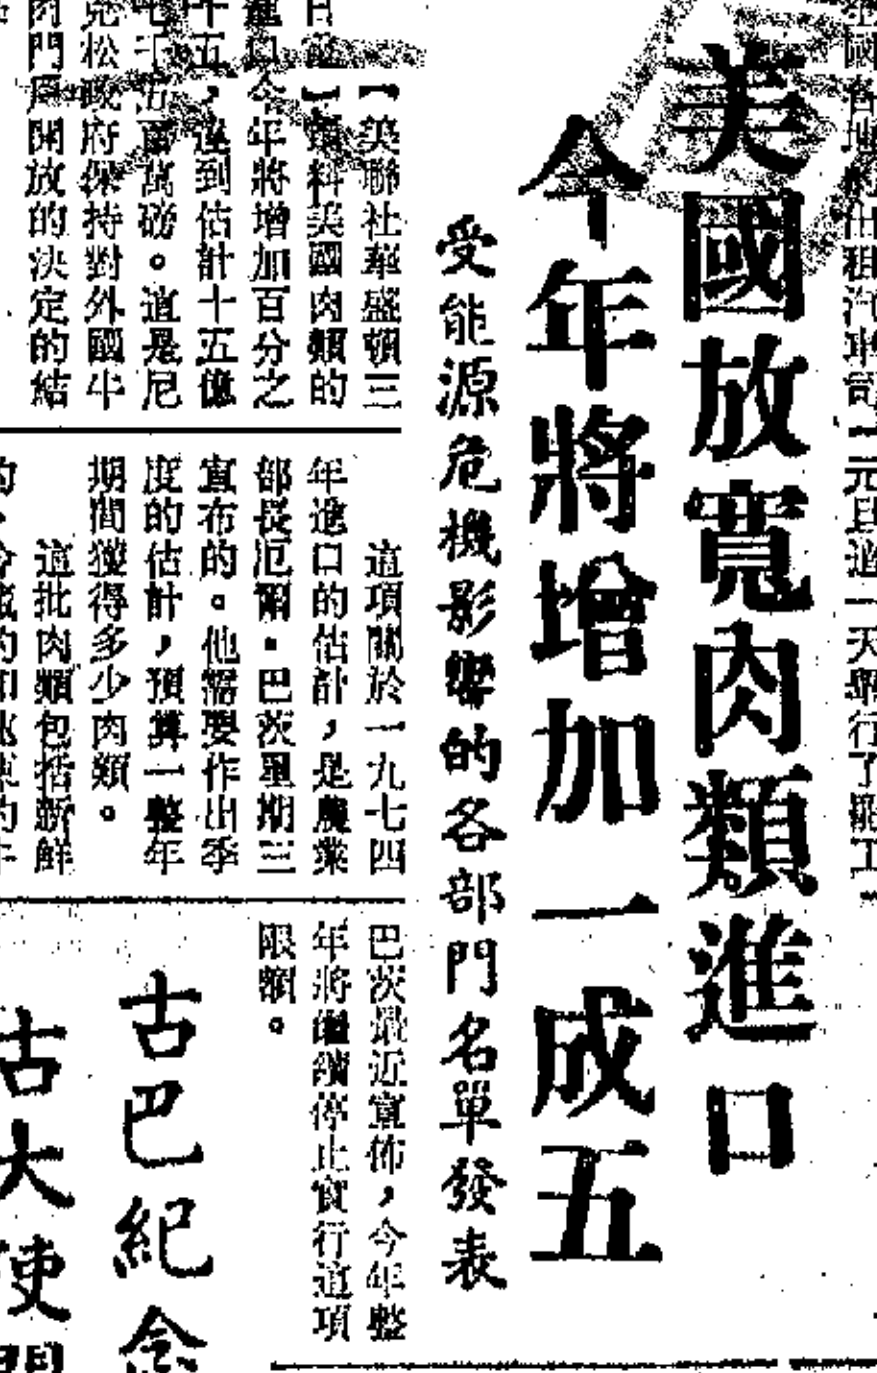 美國放寬肉類進口
今年將增加一成五
受能源危機影響的各部門名單發表
【美聯社華盛頓三
日電】預料美國肉類的
進口今年將增加百分之
十五，達到估計十五億
七千五百萬磅。這是尼
克松政府保持對外國牛
肉門戶開放的決定的結
這項關於一九七四
年進口的估計，是農業
部長厄爾·巴茨星期三
宣布的。他需要作出季
度的估計，預算一整年
期間獲得多少肉類。
這批肉類包括新鮮
巴茨最近宣佈，今年整
年將繼續停止實行這項
限額。
古巴紀念
古大使